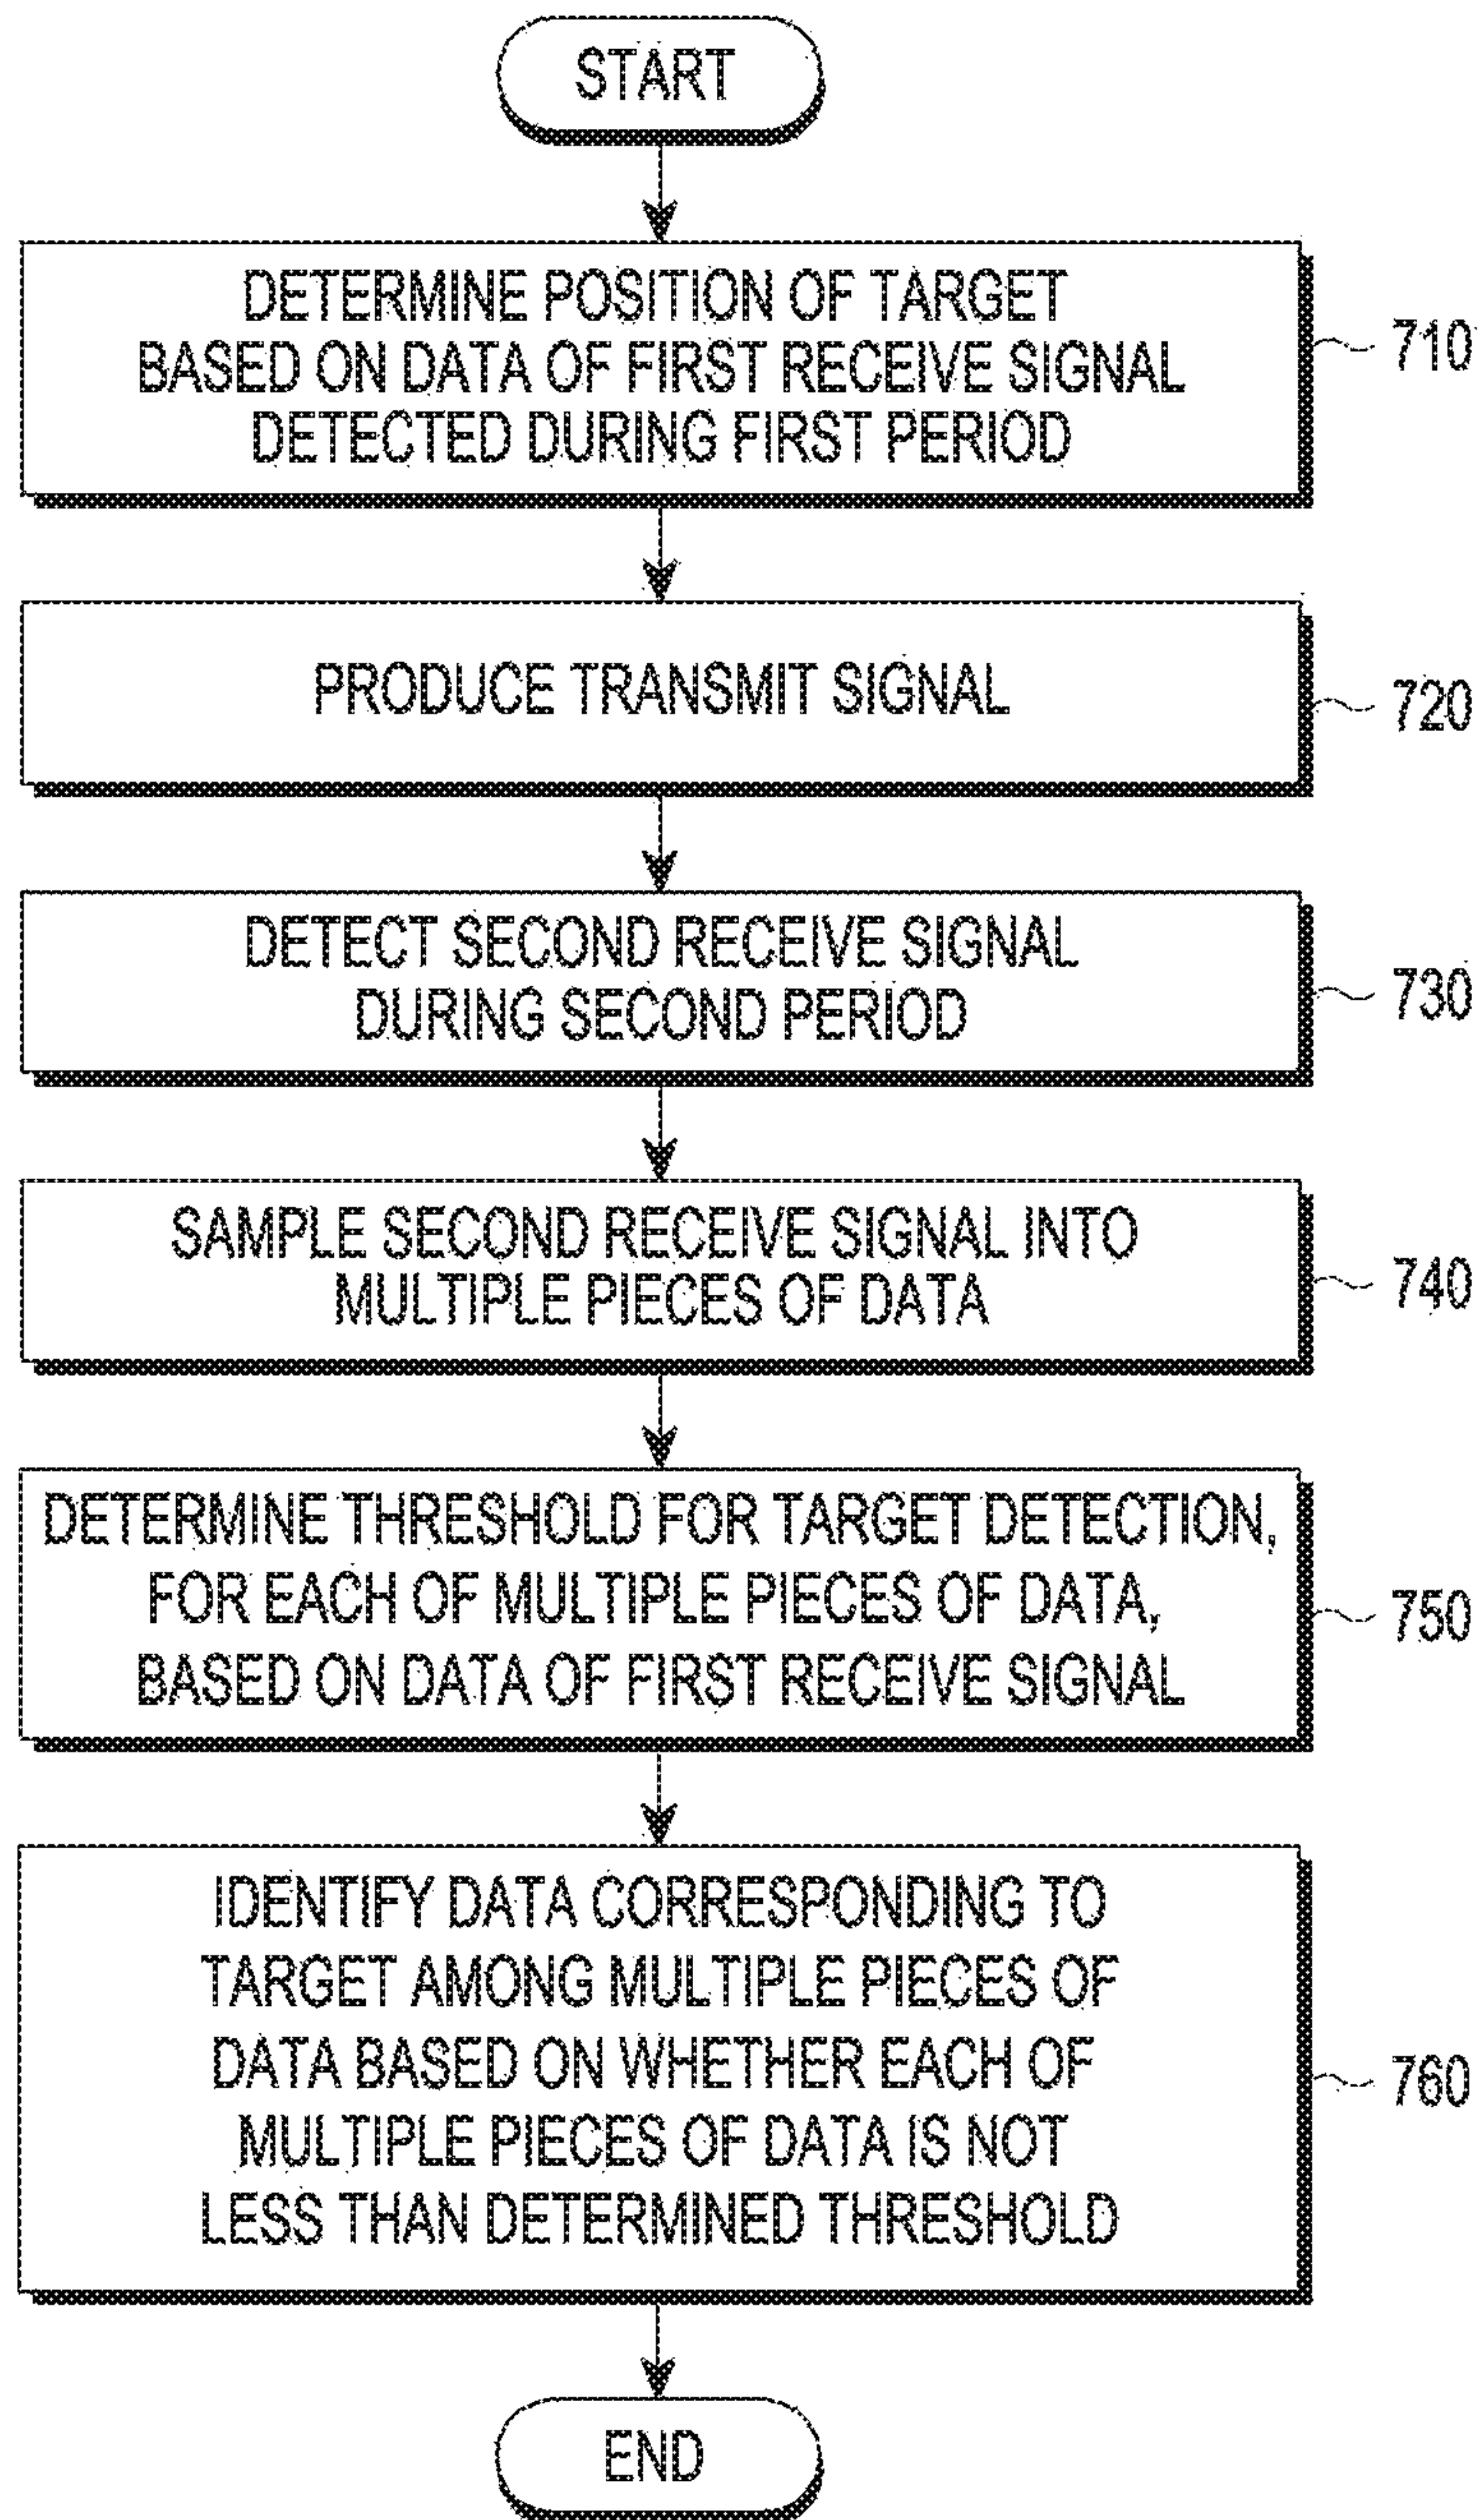 START
DETERMINE POSITION OF TARGET
BASED ON DATA OF FIRST RECEIVE SIGNAL
DETECTED DURING FIRST PERIOD
710
PRODUCE TRANSMIT SIGNAL
720
DETECT SECOND RECEIVE SIGNAL
DURING SECOND PERIOD
730
SAMPLE SECOND RECEIVE SIGNAL INTO
MULTIPLE PIECES OF DATA
740
DETERMINE THRESHOLD FOR TARGET DETECTION,
FOR EACH OF MULTIPLE PIECES OF DATA,
BASED ON DATA OF FIRST RECEIVE SIGNAL
750
IDENTIFY DATA CORRESPONDING TO
TARGET AMONG MULTIPLE PIECES OF
DATA BASED ON WHETHER EACH OF
MULTIPLE PIECES OF DATA IS NOT
LESS THAN DETERMINED THRESHOLD
760
END